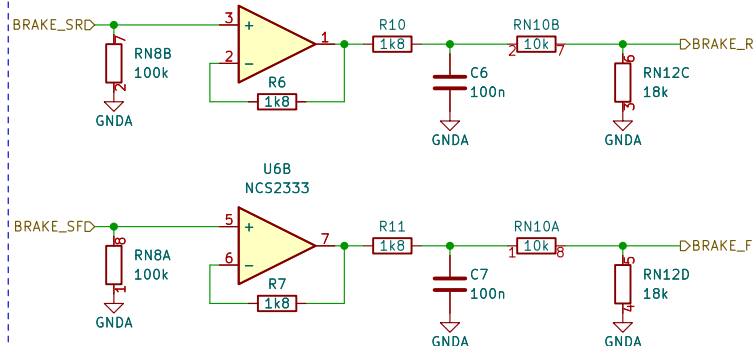 BRAKE_SR
7
RN8B
100k
2
GNDA
3
+
2
−
1
R6
1k8
R10
1k8
C6
100n
GNDA
RN10B
2
10k
7
6
RN12C
18k
3
GNDA
BRAKE_R
U6B
NCS2333
BRAKE_SF
8
RN8A
100k
1
GNDA
5
+
6
−
7
R7
1k8
R11
1k8
C7
100n
GNDA
RN10A
1
10k
8
5
RN12D
18k
4
GNDA
BRAKE_F